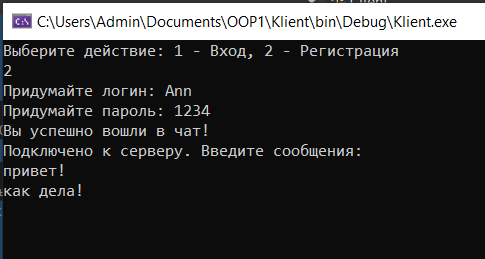 C:\Users\Admin\Documents\OOP1\Klient\bin\Debug\Klient.exe
Выберите действие: 1 - Вход, 2 - Регистрация
2
Придумайте логин: Ann
Придумайте пароль: 1234
Вы успешно вошли в чат!
Подключено к серверу. Введите сообщения:
привет!
как дела!